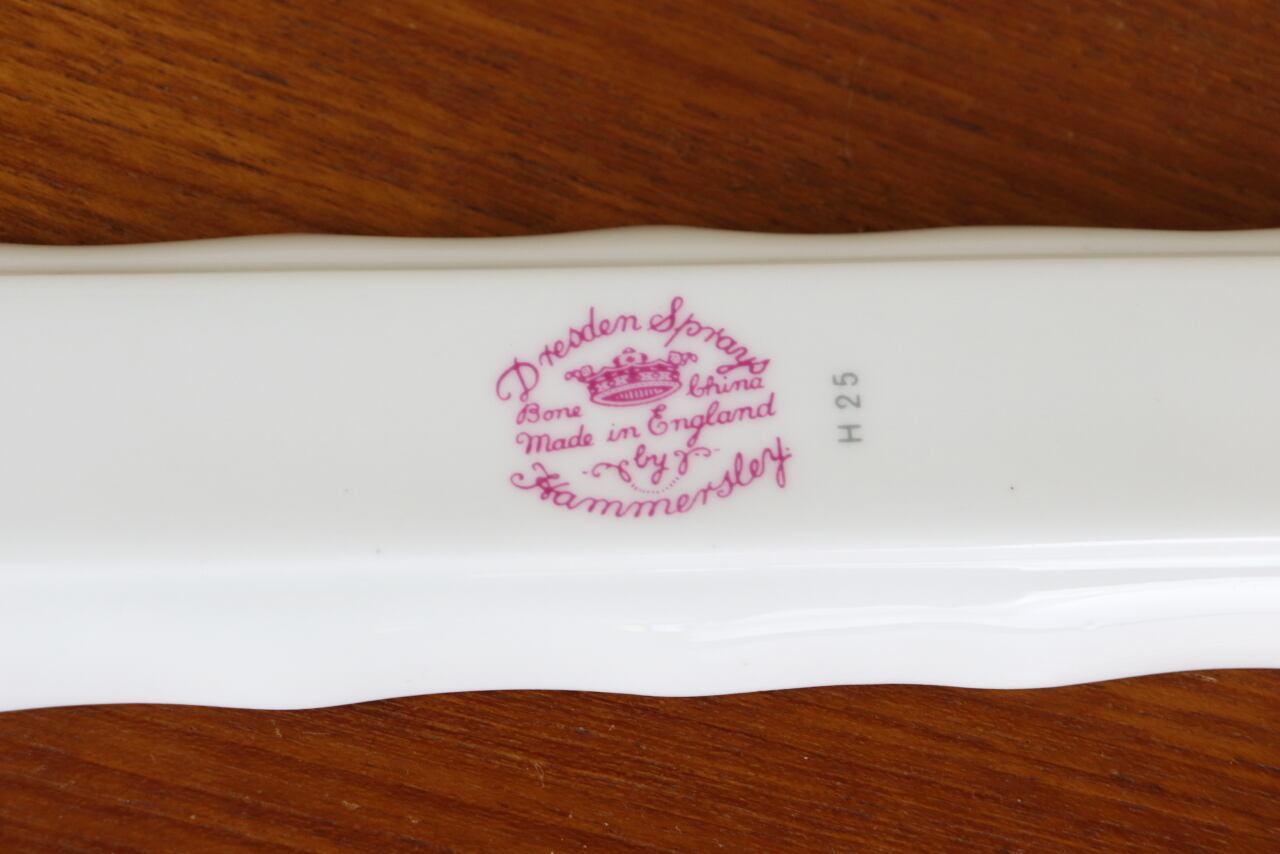 Dresden Sprays
Bone China
Made in England
by
Hammersley
H 25